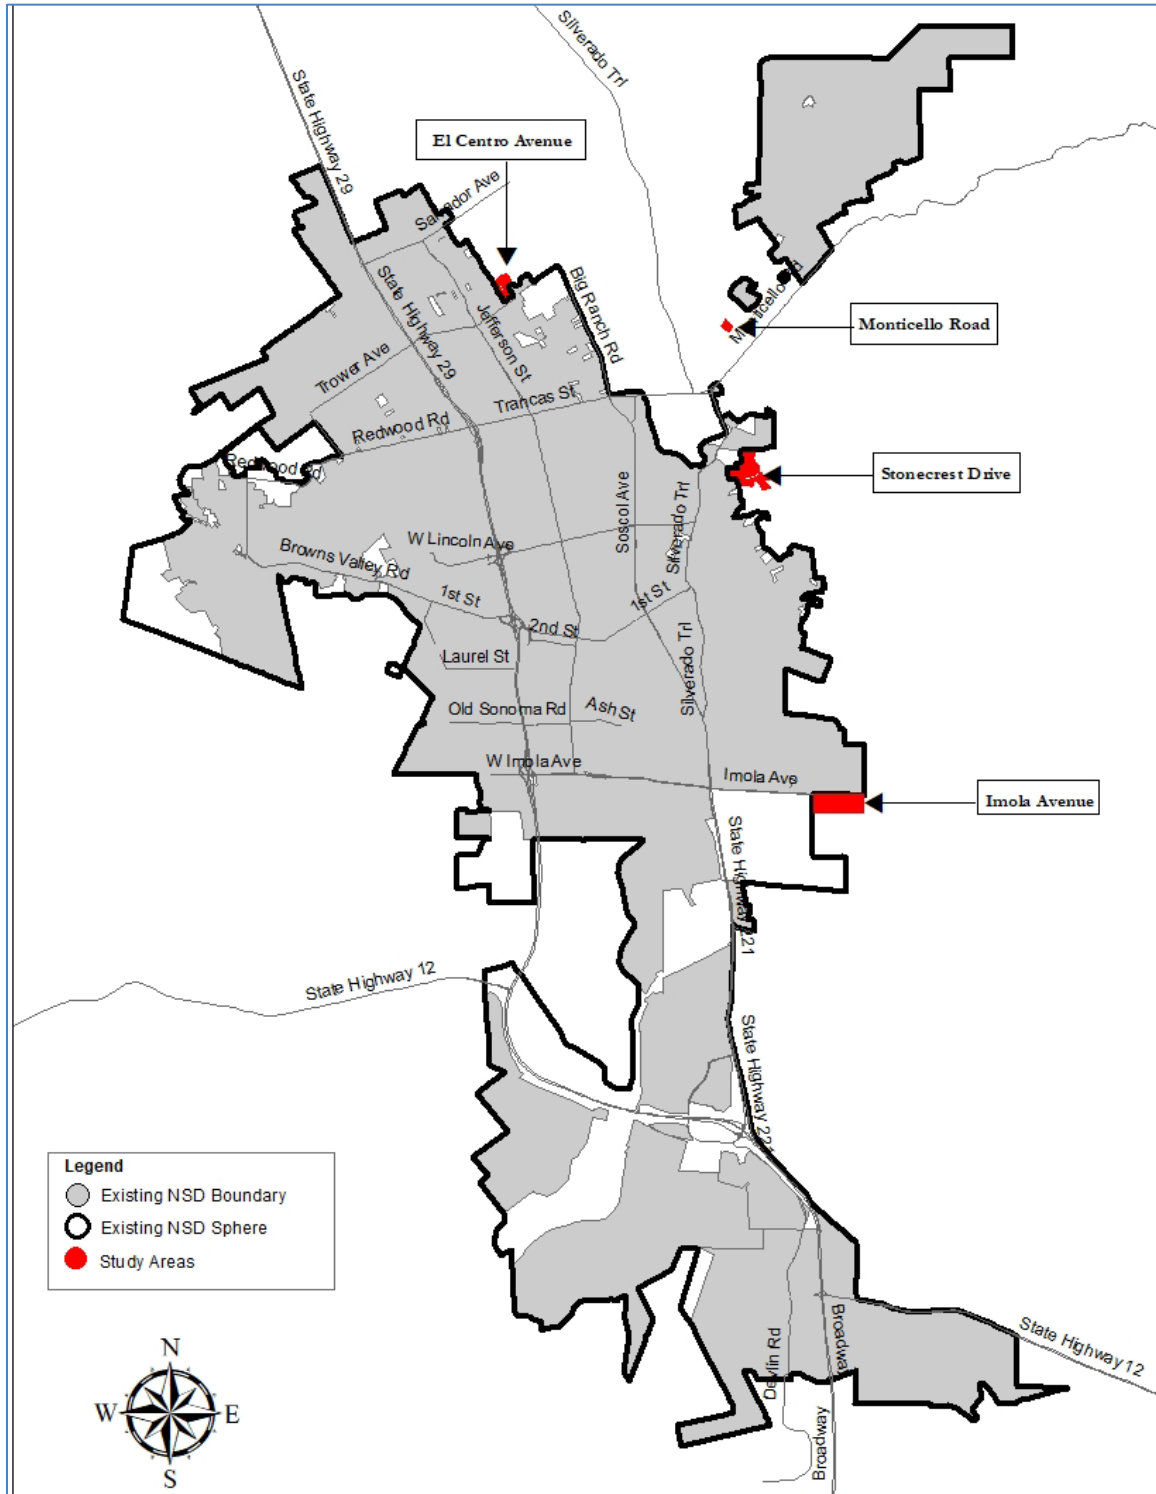 Silverado Trl
State Highway 29
El Centro Avenue
Salvador Ave
Big Ranch Rd
Monticello Rd
Monticello Road
State Highway 29
Jefferson St
Trower Ave
Trancas St
Redwood Rd
Redwood Rd
Stonecrest Drive
Soscol Ave
Silverado Trl
W Lincoln Ave
Browns Valley Rd
1st St
1st St
2nd St
Laurel St
Silverado Trl
Old Sonoma Rd
Ash St
W Imola Ave
Imola Ave
Imola Avenue
State Highway 221
State Highway 12
State Highway 221
Legend
Existing NSD Boundary
Existing NSD Sphere
Study Areas
State Highway 12
Devlin Rd
Broadway
Broadway
N
W
E
S